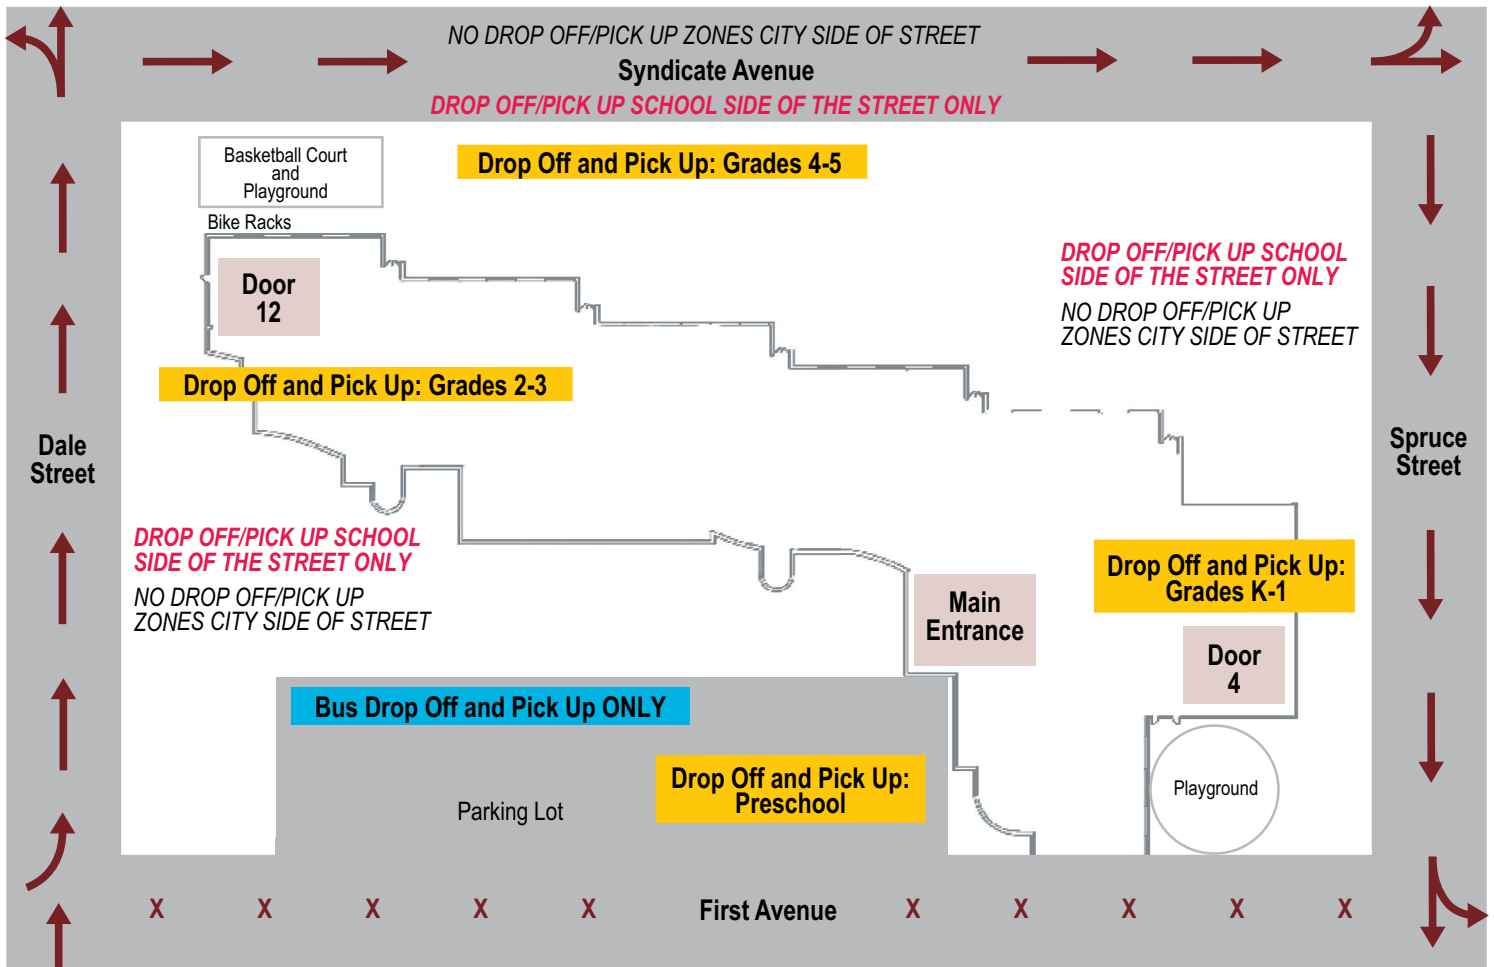 NO DROP OFF/PICK UP ZONES CITY SIDE OF STREET
Syndicate Avenue
DROP OFF/PICK UP SCHOOL SIDE OF THE STREET ONLY
Basketball Court
and
Playground
Drop Off and Pick Up: Grades 4-5
Bike Racks
Door
12
DROP OFF/PICK UP SCHOOL
SIDE OF THE STREET ONLY
NO DROP OFF/PICK UP
ZONES CITY SIDE OF STREET
Drop Off and Pick Up: Grades 2-3
Dale
Street
Spruce
Street
DROP OFF/PICK UP SCHOOL
SIDE OF THE STREET ONLY
NO DROP OFF/PICK UP
ZONES CITY SIDE OF STREET
Drop Off and Pick Up:
Grades K-1
Main
Entrance
Door
4
Bus Drop Off and Pick Up ONLY
Drop Off and Pick Up:
Preschool
Parking Lot
Playground
X X X X X First Avenue X X X X X